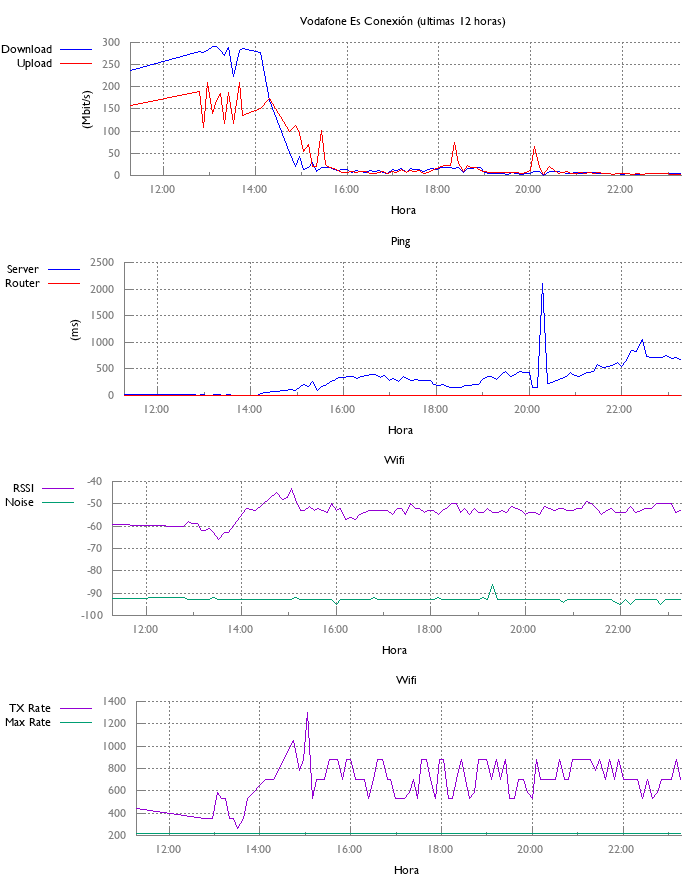 Vodafone Es Conexión (ultimas 12 horas)
Download
Upload
(Mbit/s)
300
250
200
150
100
50
0
12:00 14:00 16:00 18:00 20:00 22:00
Hora
Ping
Server
Router
(ms)
2500
2000
1500
1000
500
0
12:00 14:00 16:00 18:00 20:00 22:00
Hora
Wifi
RSSI
Noise
-40
-50
-60
-70
-80
-90
-100
12:00 14:00 16:00 18:00 20:00 22:00
Hora
Wifi
TX Rate
Max Rate
1400
1200
1000
800
600
400
200
12:00 14:00 16:00 18:00 20:00 22:00
Hora